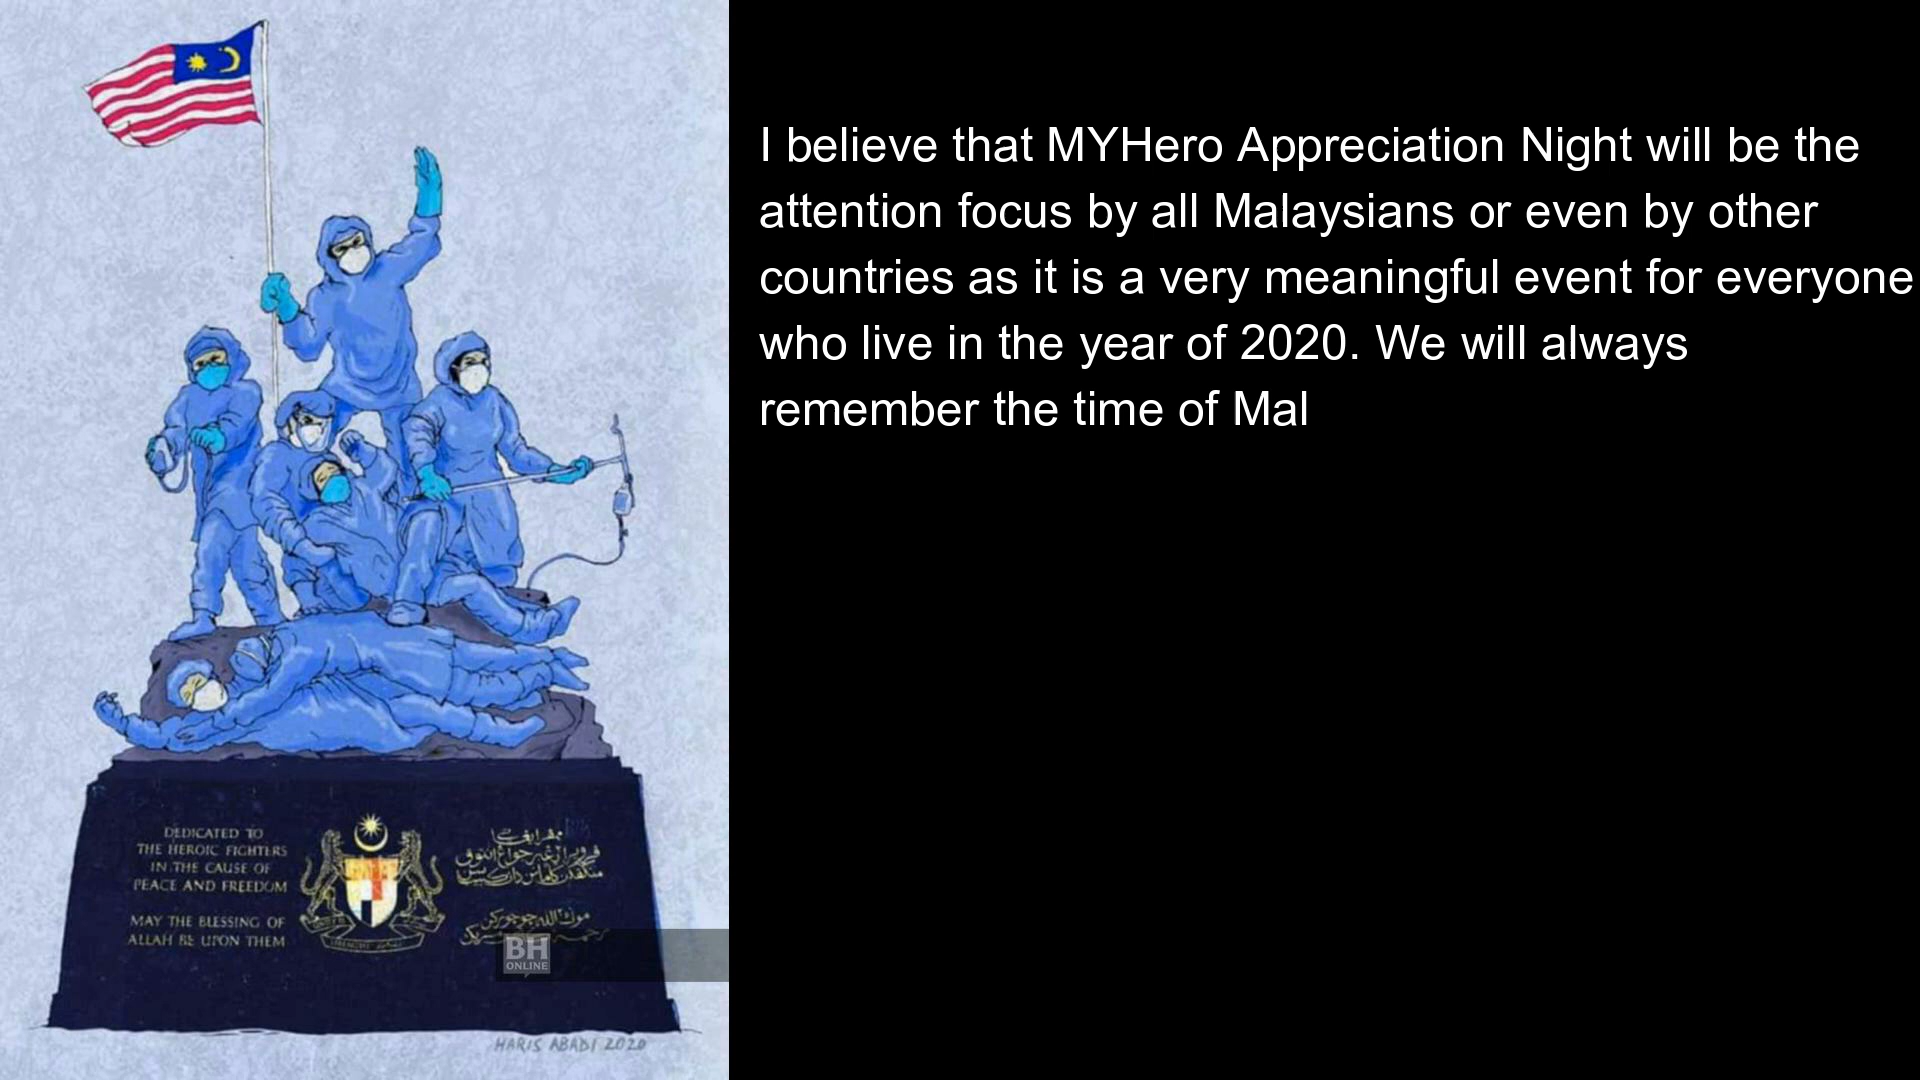 I believe that MYHero Appreciation Night will be the
attention focus by all Malaysians or even by other
countries as it is a very meaningful event for everyone
who live in the year of 2020. We will always
remember the time of Mal
DEDICATED TO
THE HEROIC FIGHTERS
IN THE CAUSE OF
PEACE AND FREEDOM
MAY THE BLESSING OF
ALLAH BE UPON THEM
BH
ONLINE
HARIS ABADI 2020